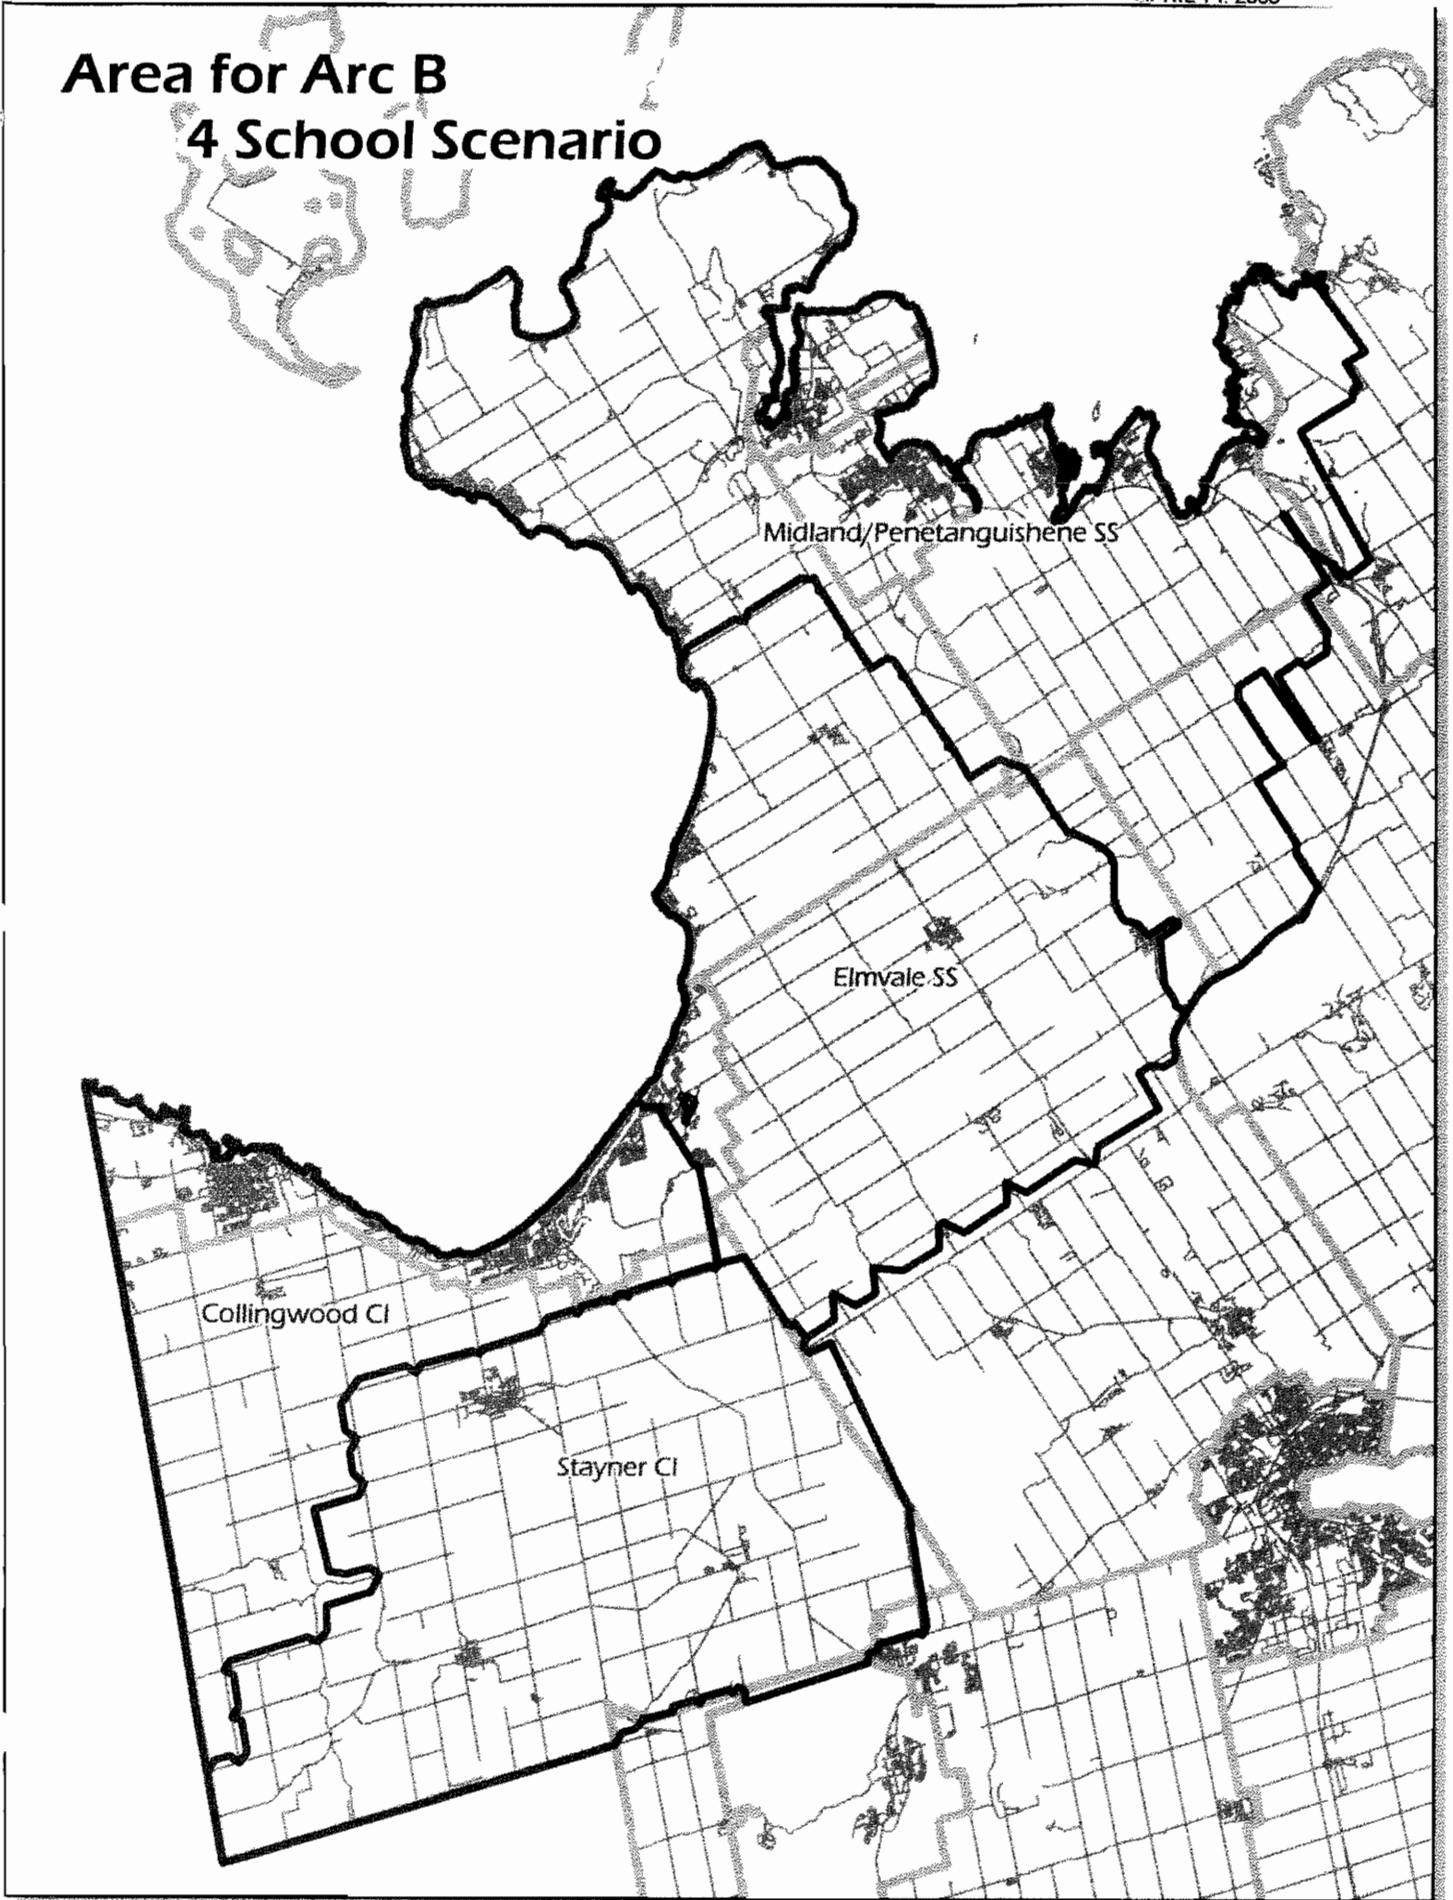 Area for Arc B
4 School Scenario
Midland/Penetanguishene SS
Elmvale SS
Collingwood CI
Stayner CI